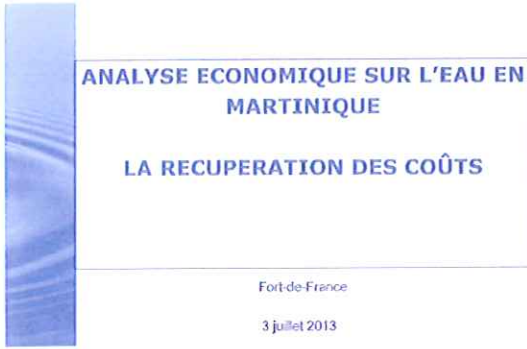 ANALYSE ECONOMIQUE SUR L'EAU EN
MARTINIQUE
LA RECUPERATION DES COÛTS
Fort-de-France
3 juillet 2013